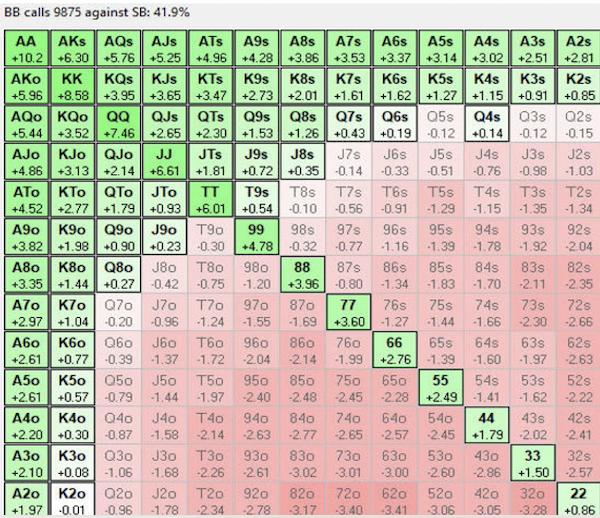 BB calls 9875 against SB: 41.9%
AA AKs AQs AJs ATs A9s A8s A7s A6s A5s A4s A3s A2s
+10.2 +6.30 +5.76 +5.25 +4.96 +4.28 +3.86 +3.53 +3.37 +3.14 +3.02 +2.51 +2.81
AKo KK KQs KJs KTs K9s K8s K7s K6s K5s K4s K3s K2s
+5.96 +8.58 +3.95 +3.65 +3.47 +2.73 +2.01 +1.61 +1.62 +1.27 +1.15 +0.91 +0.85
AQo KQo QQ QJs QTs Q9s Q8s Q7s Q6s Q5s Q4s Q3s Q2s
+5.44 +3.52 +7.46 +2.65 +2.30 +1.53 +1.26 +0.43 +0.19 -0.12 +0.14 -0.12 -0.15
AJo KJo QJo JJ JTs J9s J8s J7s J6s J5s J4s J3s J2s
+4.86 +3.13 +2.14 +6.61 +1.81 +0.72 +0.35 -0.14 -0.33 -0.51 -0.76 -0.98 -1.03
ATo KTo QTo JTo TT T9s T8s T7s T6s T5s T4s T3s T2s
+4.52 +2.77 +1.79 +0.93 +6.01 +0.54 -0.10 -0.56 -0.91 -1.29 -1.15 -1.35 -1.34
A9o K9o Q9o J9o T9o 99 98s 97s 96s 95s 94s 93s 92s
+3.82 +1.98 +0.90 +0.23 -0.30 +4.78 -0.32 -0.77 -1.16 -1.39 -1.78 -1.92 -2.04
A8o K8o Q8o J8o T8o 98o 88 87s 86s 85s 84s 83s 82s
+3.35 +1.44 +0.27 -0.42 -0.75 -1.20 +3.96 -0.80 -1.34 -1.83 -1.70 -2.11 -2.35
A7o K7o Q7o J7o T7o 97o 87o 77 76s 75s 74s 73s 72s
+2.97 +1.04 -0.20 -0.96 -1.24 -1.55 -1.69 +3.60 -1.27 -1.44 -1.66 -2.30 -2.66
A6o K6o Q6o J6o T6o 96o 86o 76o 66 65s 64s 63s 62s
+2.61 +0.77 -0.39 -1.37 -1.72 -2.04 -2.14 -1.99 +2.76 -1.39 -1.60 -1.97 -2.63
A5o K5o Q5o J5o T5o 95o 85o 75o 65o 55 54s 53s 52s
+2.61 +0.57 -0.79 -1.44 -1.97 -2.40 -2.48 -2.45 -2.28 +2.49 -1.41 -1.62 -2.22
A4o K4o Q4o J4o T4o 94o 84o 74o 64o 54o 44 43s 42s
+2.20 +0.30 -0.87 -1.58 -2.14 -2.63 -2.77 -2.65 -2.57 -2.45 +1.79 -2.02 -2.41
A3o K3o Q3o J3o T3o 93o 83o 73o 63o 53o 43o 33 32s
+2.10 +0.08 -1.06 -1.68 -2.26 -2.61 -3.02 -3.01 -3.00 -2.60 -2.86 +1.50 -2.57
A2o K2o Q2o J2o T2o 92o 82o 72o 62o 52o 42o 32o 22
+1.97 -0.01 -0.96 -1.78 -2.34 -2.78 -3.17 -3.40 -3.41 -3.06 -3.05 -3.28 +0.86